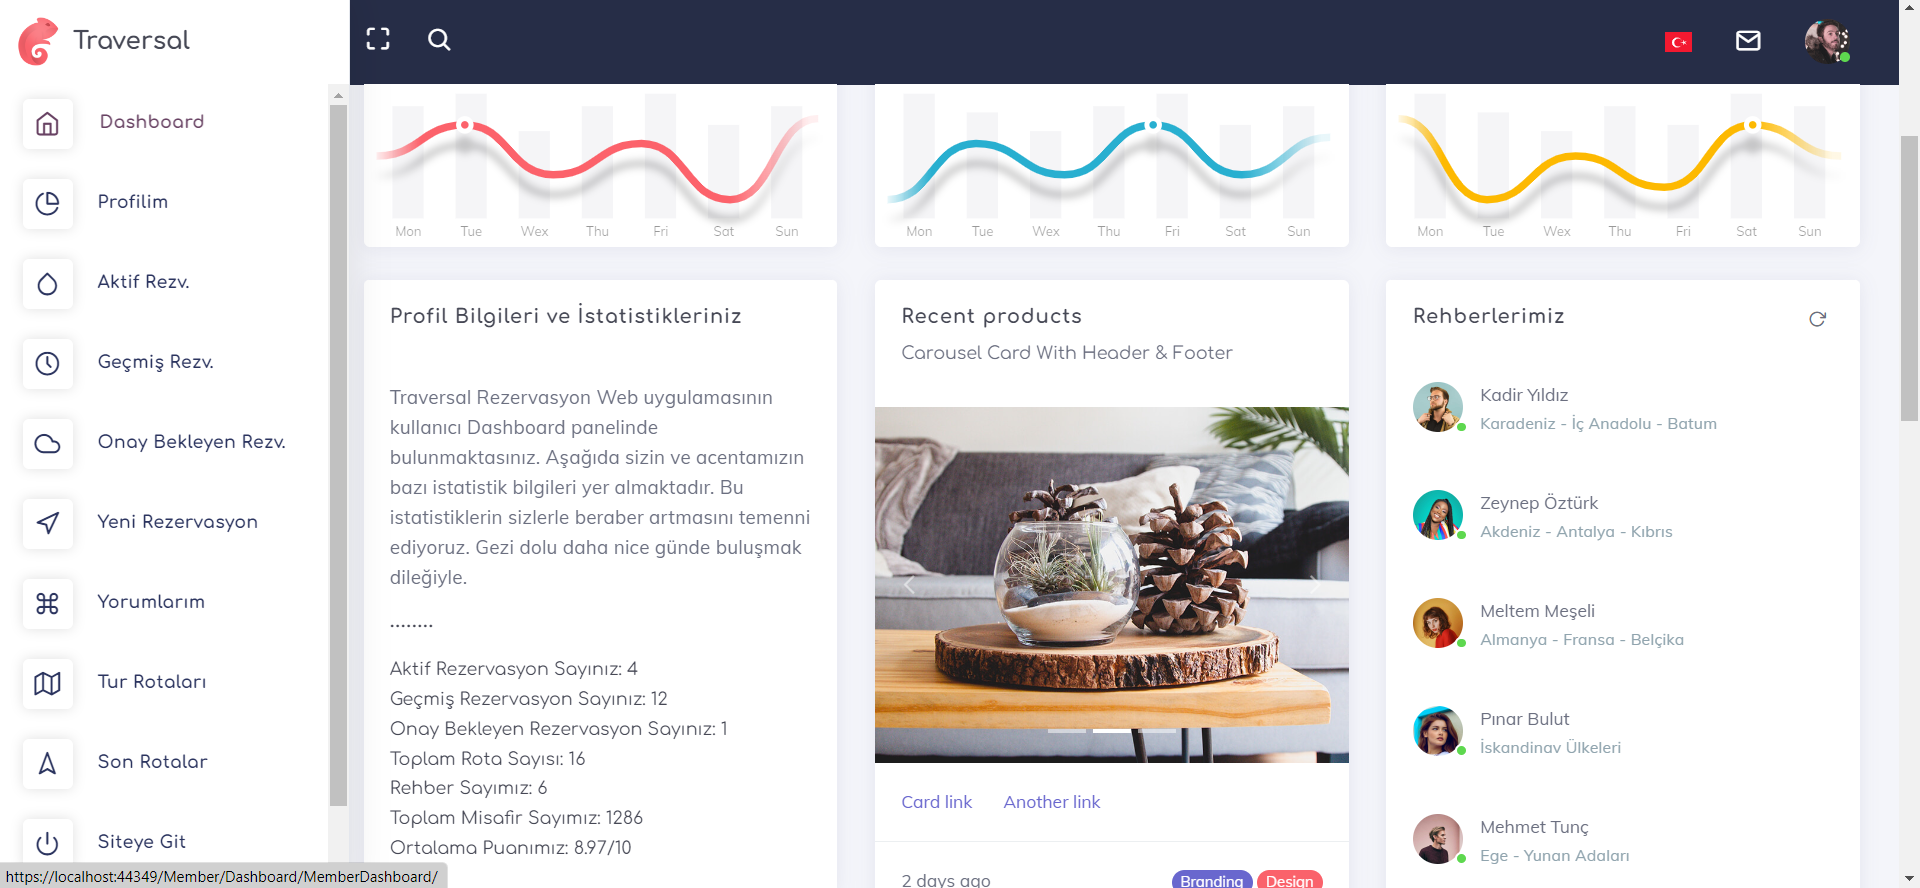 Traversal
Dashboard
Profilim
Aktif Rezv.
Geçmiş Rezv.
Onay Bekleyen Rezv.
Yeni Rezervasyon
Yorumlarım
Tur Rotaları
Son Rotalar
Siteye Git
Mon Tue Wex Thu Fri Sat Sun
Mon Tue Wex Thu Fri Sat Sun
Mon Tue Wex Thu Fri Sat Sun
Profil Bilgileri ve İstatistikleriniz
Traversal Rezervasyon Web uygulamasının
kullanıcı Dashboard panelinde
bulunmaktasınız. Aşağıda sizin ve acentamızın
bazı istatistik bilgileri yer almaktadır. Bu
istatistiklerin sizlerle beraber artmasını temenni
ediyoruz. Gezi dolu daha nice günde buluşmak
dileğiyle.
........
Aktif Rezervasyon Sayınız: 4
Geçmiş Rezervasyon Sayınız: 12
Onay Bekleyen Rezervasyon Sayınız: 1
Toplam Rota Sayısı: 16
Rehber Sayımız: 6
Toplam Misafir Sayımız: 1286
Ortalama Puanımız: 8.97/10
Recent products
Carousel Card With Header & Footer
Card link Another link
2 days ago Branding Design
Rehberlerimiz
Kadir Yıldız
Karadeniz - İç Anadolu - Batum
Zeynep Öztürk
Akdeniz - Antalya - Kıbrıs
Meltem Meşeli
Almanya - Fransa - Belçika
Pınar Bulut
İskandinav Ülkeleri
Mehmet Tunç
Ege - Yunan Adaları
https://localhost:44349/Member/Dashboard/MemberDashboard/